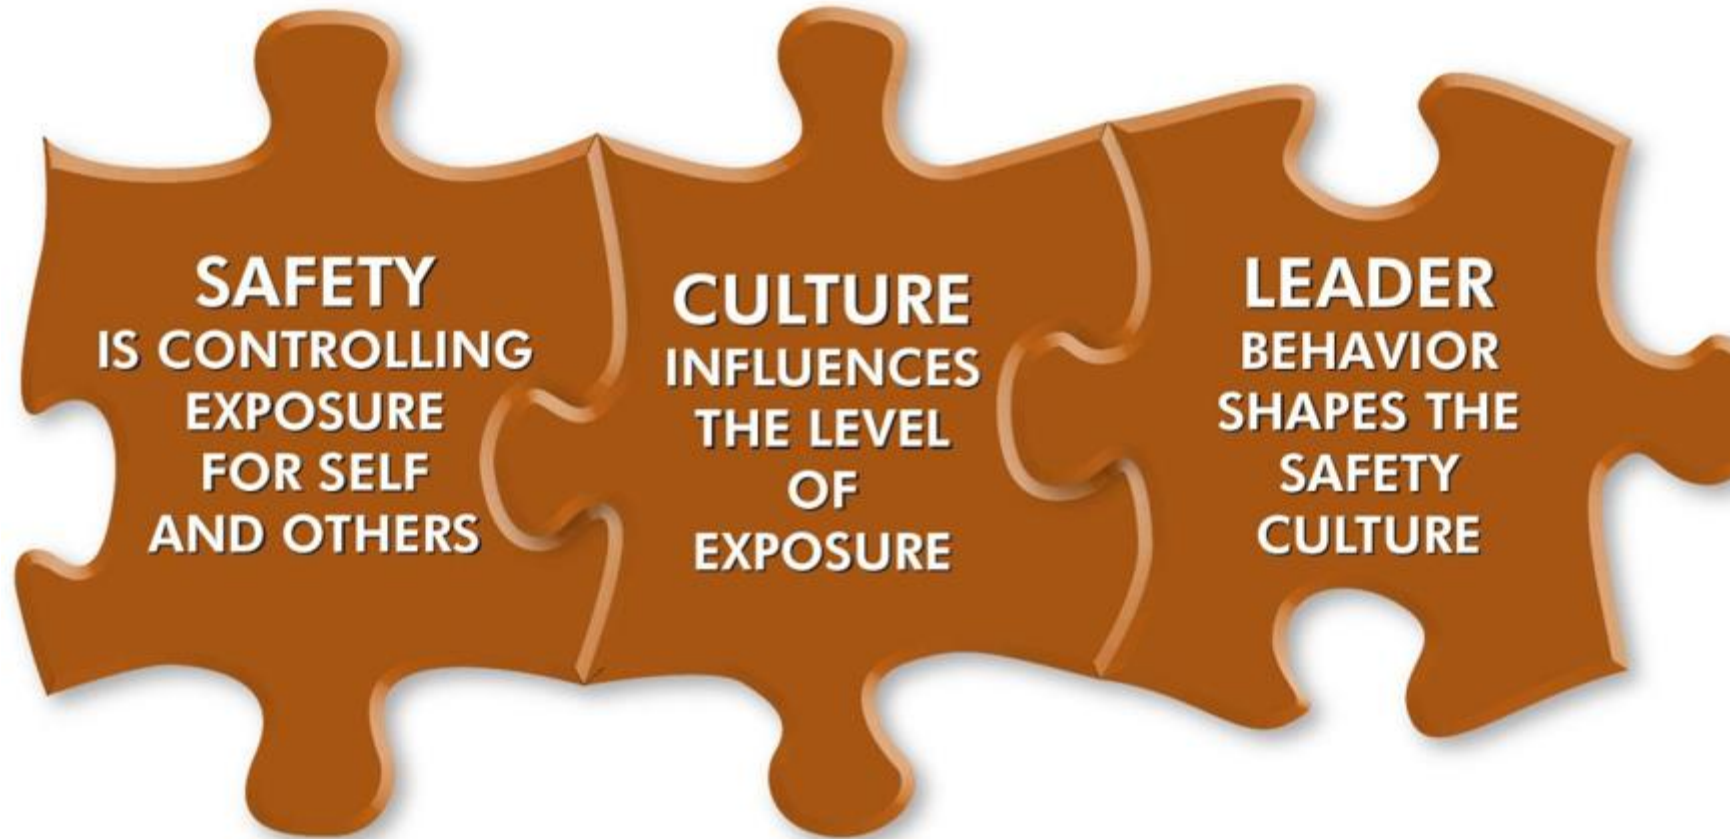 SAFETY
IS CONTROLLING
EXPOSURE
FOR SELF
AND OTHERS
CULTURE
INFLUENCES
THE LEVEL
OF
EXPOSURE
LEADER
BEHAVIOR
SHAPES THE
SAFETY
CULTURE